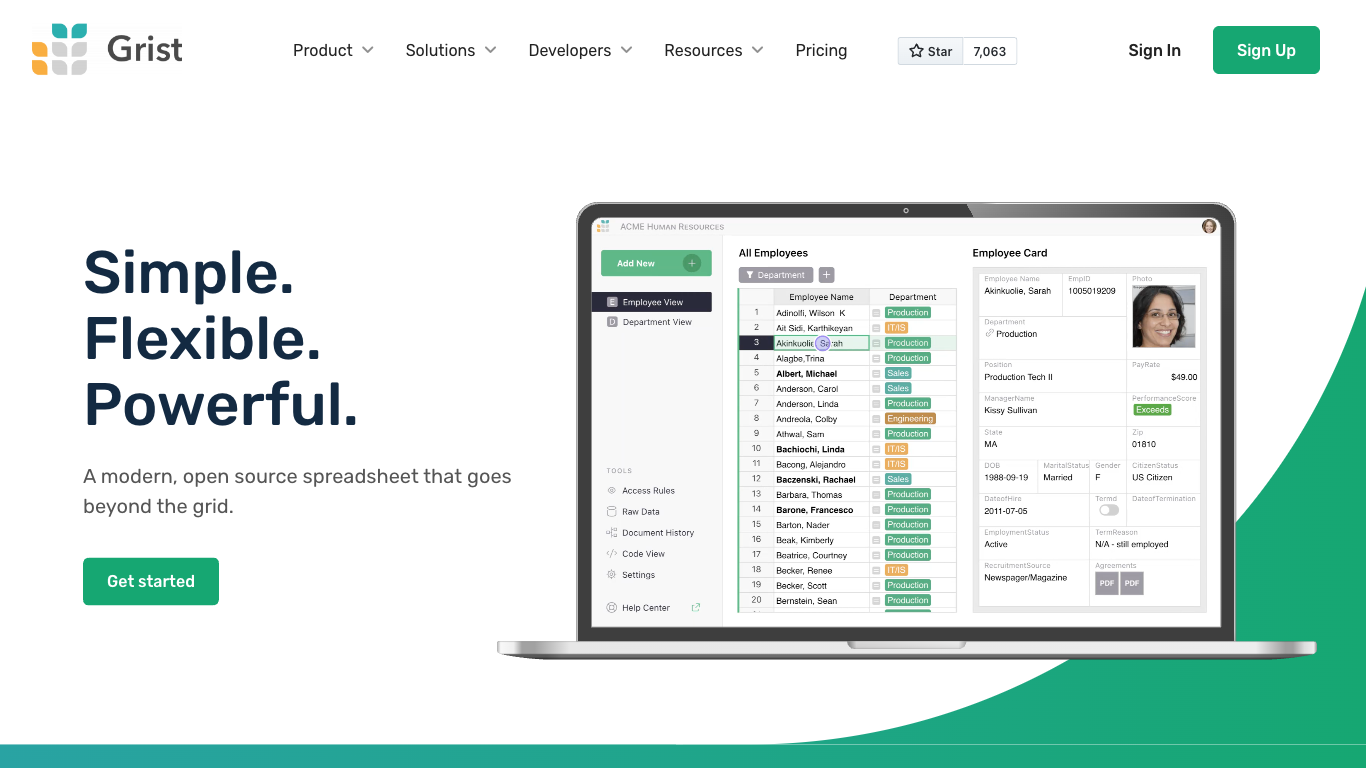 Grist
Product
Solutions
Developers
Resources
Pricing
Star
7,063
Sign In
Sign Up
Simple.
Flexible.
Powerful.
A modern, open source spreadsheet that goes
beyond the grid.
Get started
ACME HUMAN RESOURCES
Add New
+
E Employee View
D Department View
TOOLS
Access Rules
Raw Data
Document History
Code View
Settings
Help Center
All Employees
Department
+
Employee Name Department
1 Adinolfi, Wilson K Production
2 Ait Sidi, Karthikeyan IT/IS
3 Akinkuolie, Sarah Production
4 Alagbe,Trina Production
5 Albert, Michael Sales
6 Anderson, Carol Sales
7 Anderson, Linda Production
8 Andreola, Colby Engineering
9 Athwal, Sam Production
10 Bachiochi, Linda IT/IS
11 Bacong, Alejandro IT/IS
12 Baczenski, Rachael Sales
13 Barbara, Thomas Production
14 Barone, Francesco Production
15 Barton, Nader Production
16 Beak, Kimberly Production
17 Beatrice, Courtney Production
18 Becker, Renee IT/IS
19 Becker, Scott Production
20 Bernstein, Sean Production
Employee Card
Employee Name EmpID Photo
Akinkuolie, Sarah 1005019209
Department
Production
Position PayRate
Production Tech II $49.00
ManagerName PerformanceScore
Kissy Sullivan Exceeds
State Zip
MA 01810
DOB MaritalStatus Gender CitizenStatus
1988-09-19 Married F US Citizen
DateofHire Termd DateofTermination
2011-07-05
EmploymentStatus TermReason
Active N/A - still employed
RecruitmentSource Agreements
Newspager/Magazine PDF PDF